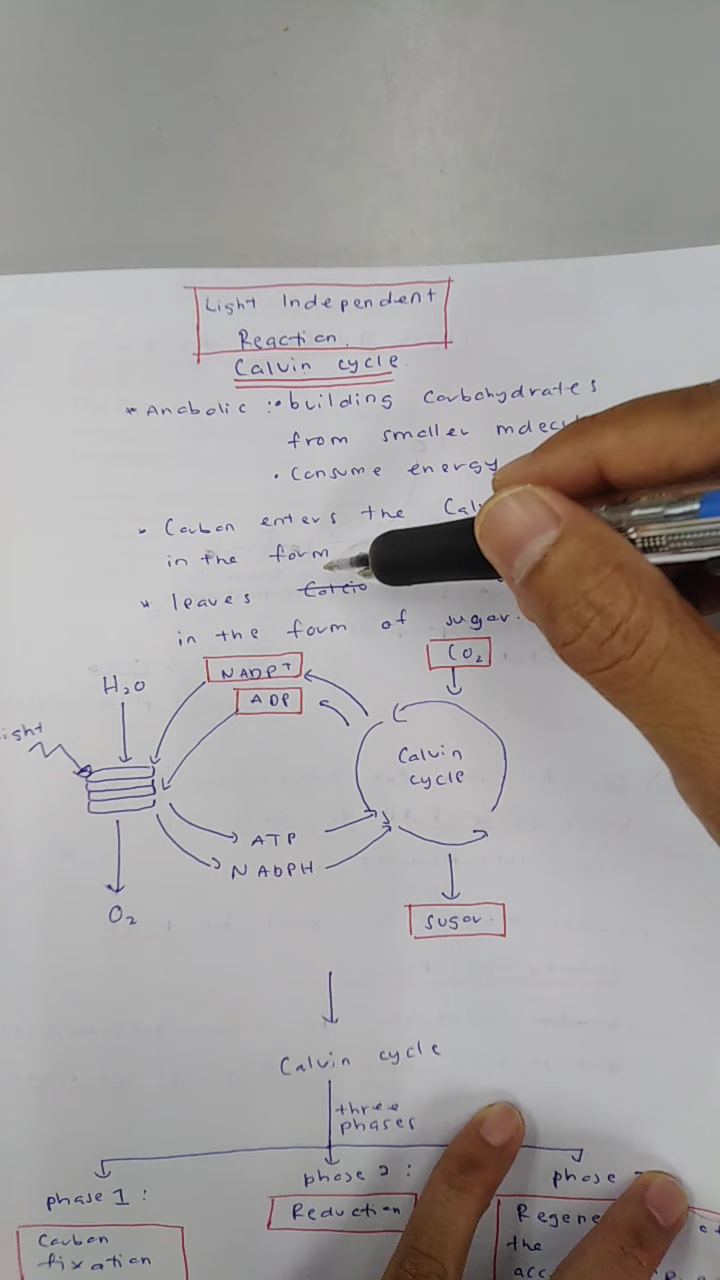 Light Independent
Reaction.
Calvin cycle.
* Anabolic : • building Carbohydrates
from smaller
• Consume energy
* Carbon enters the
in the form
* leaves
in the form of sugar.
CO₂
NADP+
H₂O
ADP
Light
Calvin
cycle
ATP
NADPH
O₂
sugar.
Calvin cycle
three
phases
phase 1 :
phase 2 :
phase
Carbon
fixation
Reduction
the